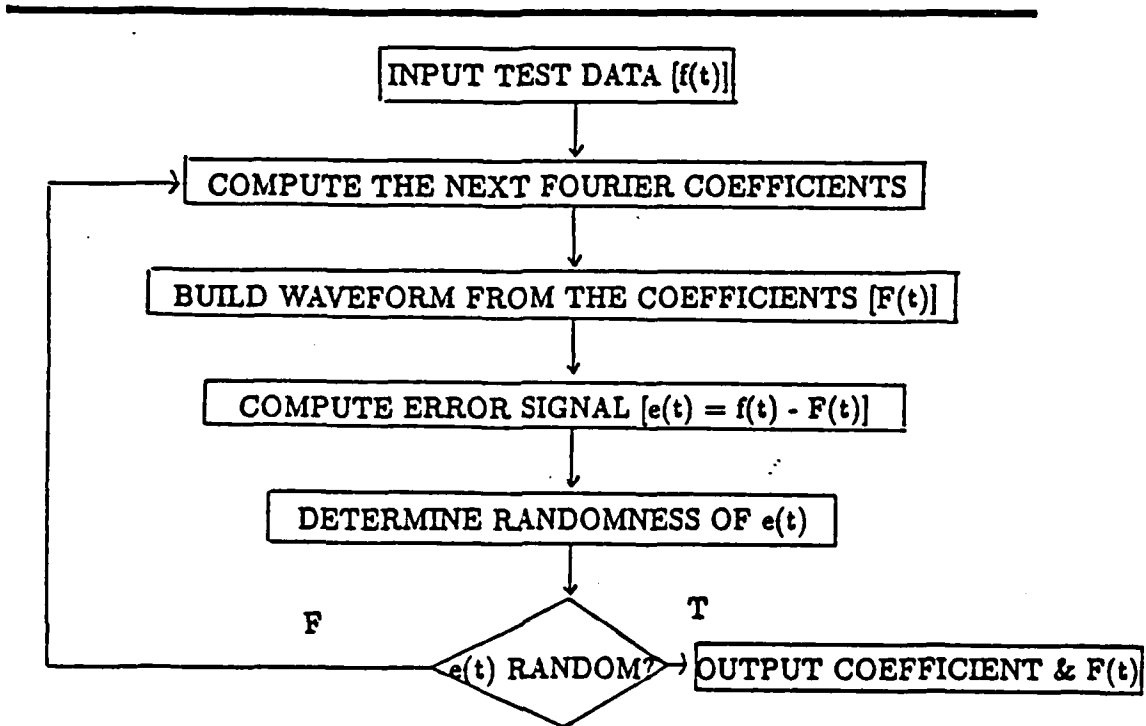 INPUT TEST DATA [f(t)]
COMPUTE THE NEXT FOURIER COEFFICIENTS
BUILD WAVEFORM FROM THE COEFFICIENTS [F(t)]
COMPUTE ERROR SIGNAL [e(t) = f(t) - F(t)]
DETERMINE RANDOMNESS OF e(t)
F
T
e(t) RANDOM?
OUTPUT COEFFICIENT & F(t)